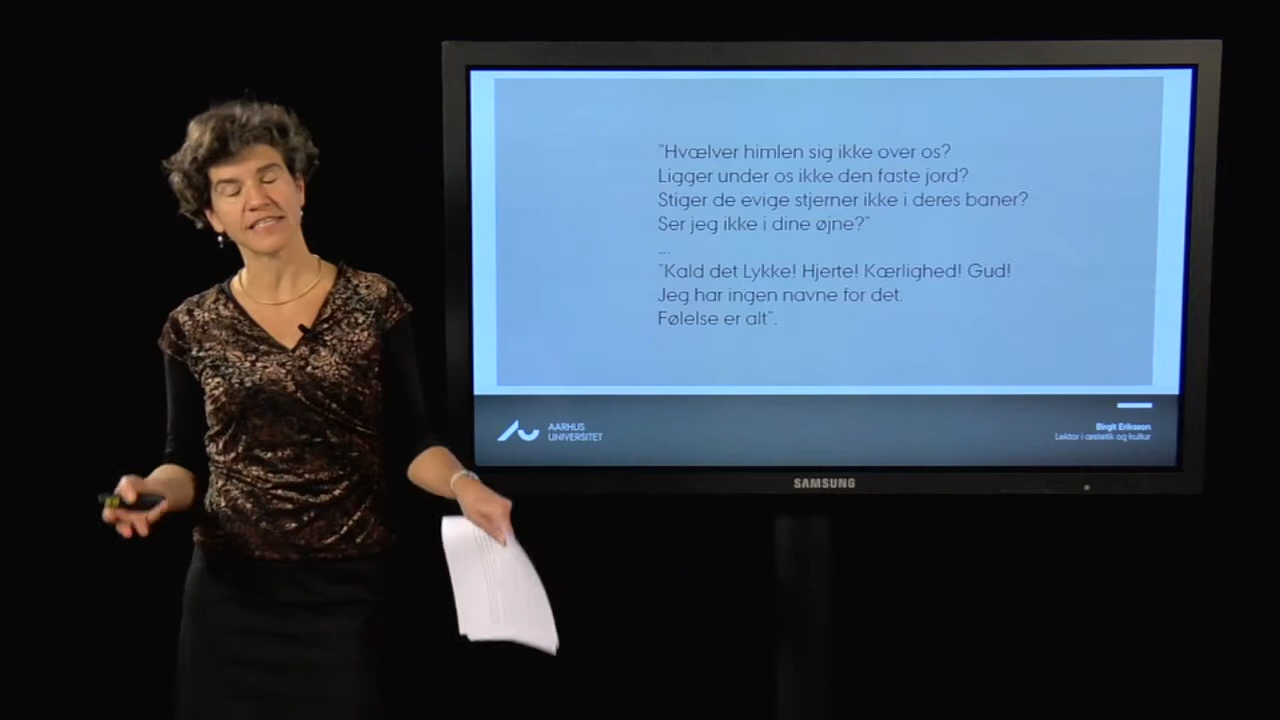 "Hvælver himlen sig ikke over os?
Ligger under os ikke den faste jord?
Stiger de evige stjerner ikke i deres baner?
Ser jeg ikke i dine øjne?"
....
"Kald det Lykke! Hjerte! Kærlighed! Gud!
Jeg har ingen navne for det.
Følelse er alt".
AARHUS
UNIVERSITET
Birgit Eriksson
Lektor i æstetik og kultur
SAMSUNG